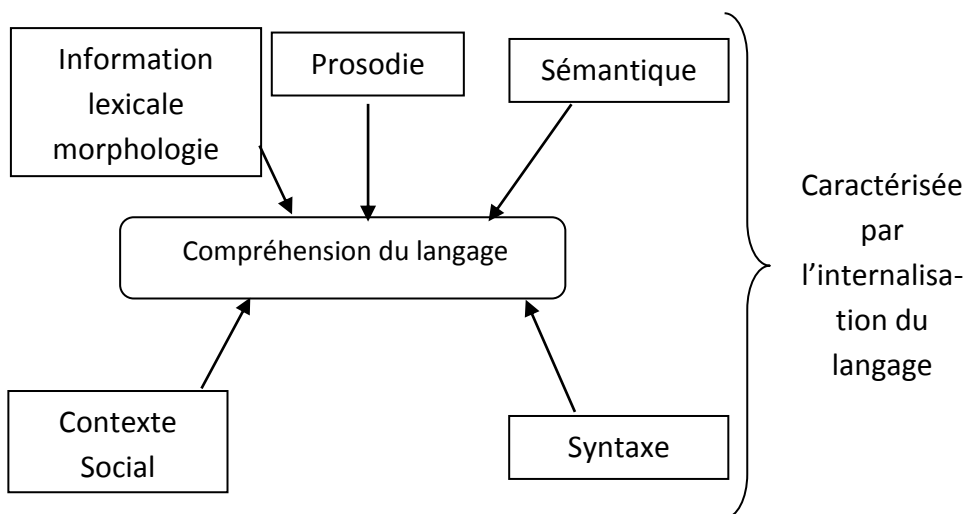 Information
lexicale
morphologie
Prosodie
Sémantique
Compréhension du langage
Caractérisée
par
l’internalisa-
tion du
langage
Contexte
Social
Syntaxe